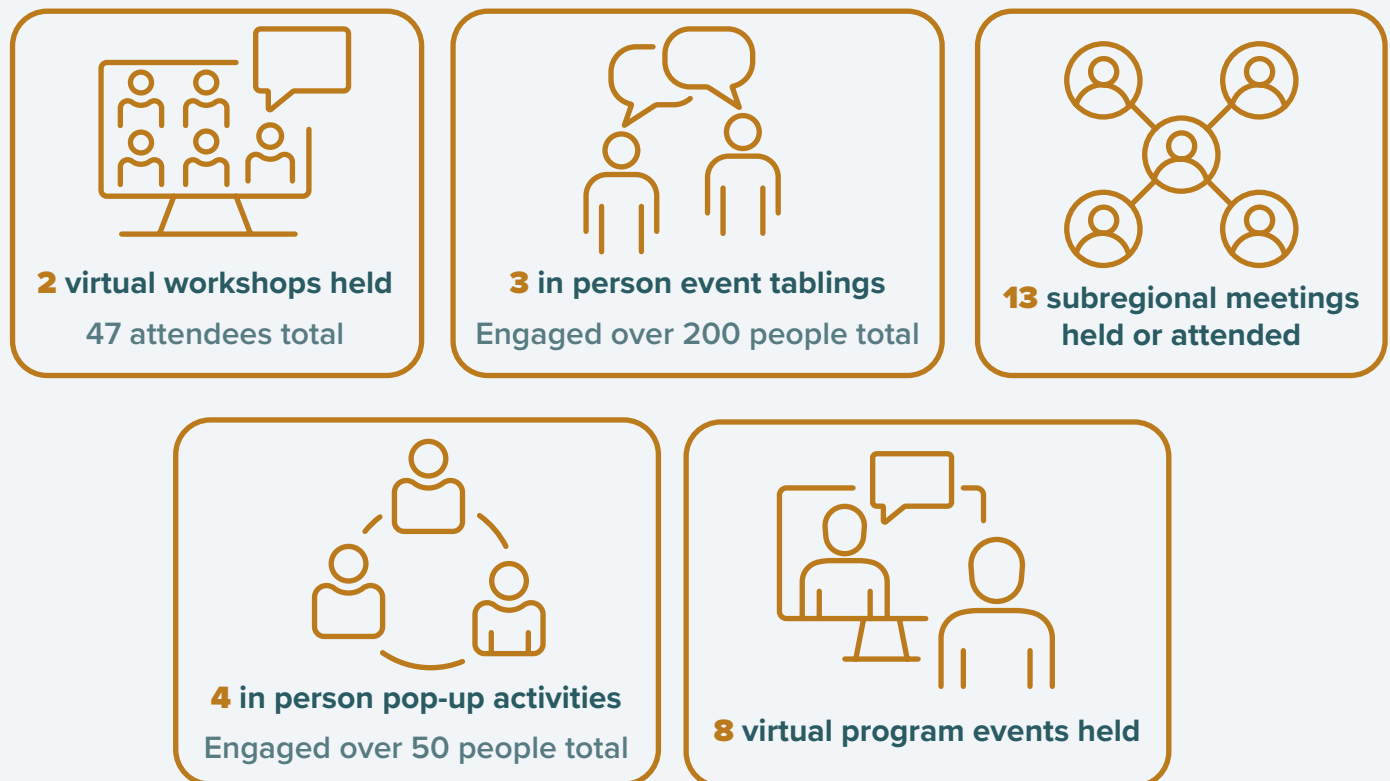 2 virtual workshops held
47 attendees total
3 in person event tablings
Engaged over 200 people total
13 subregional meetings
held or attended
4 in person pop-up activities
Engaged over 50 people total
8 virtual program events held